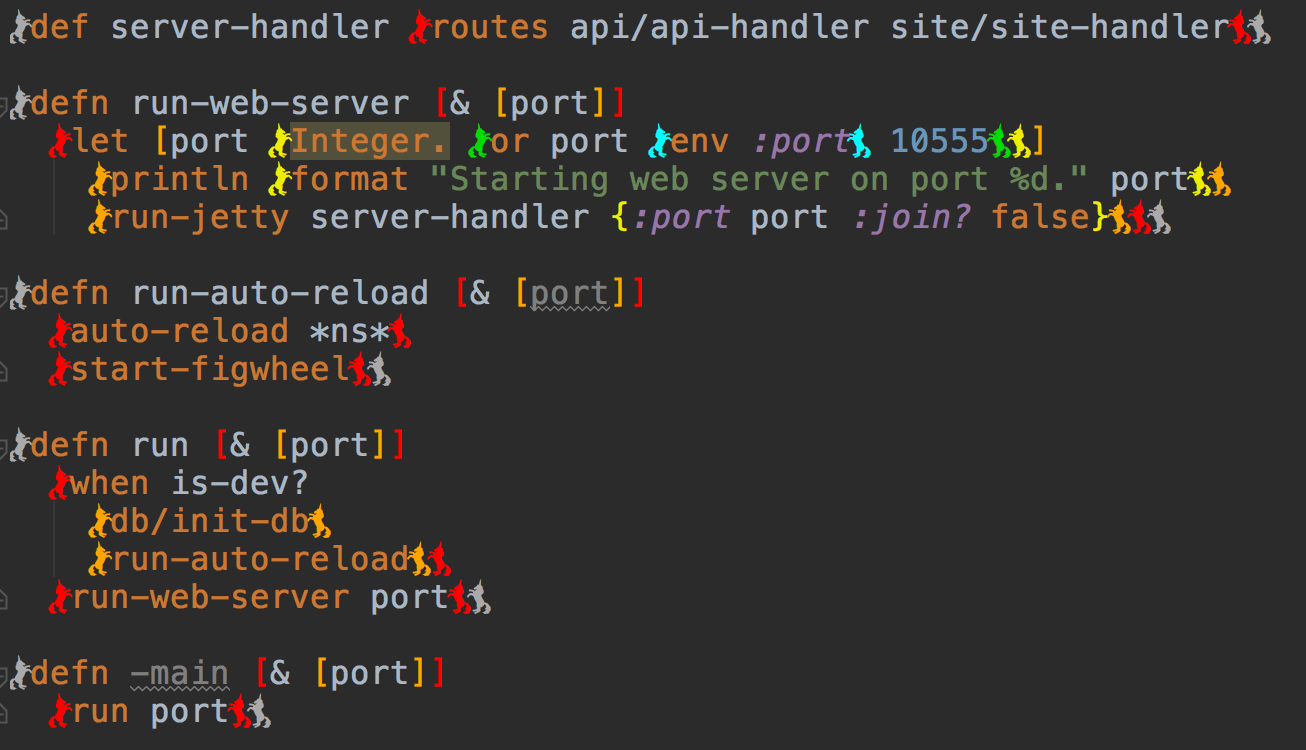 (def server-handler (routes api/api-handler site/site-handler))
(defn run-web-server [& [port]]
(let [port (Integer. (or port (env :port) 10555))]
(println (format "Starting web server on port %d." port))
(run-jetty server-handler {:port port :join? false})))
(defn run-auto-reload [& [port]]
(auto-reload *ns*)
(start-figwheel))
(defn run [& [port]]
(when is-dev?
(db/init-db)
(run-auto-reload))
(run-web-server port))
(defn -main [& [port]]
(run port))